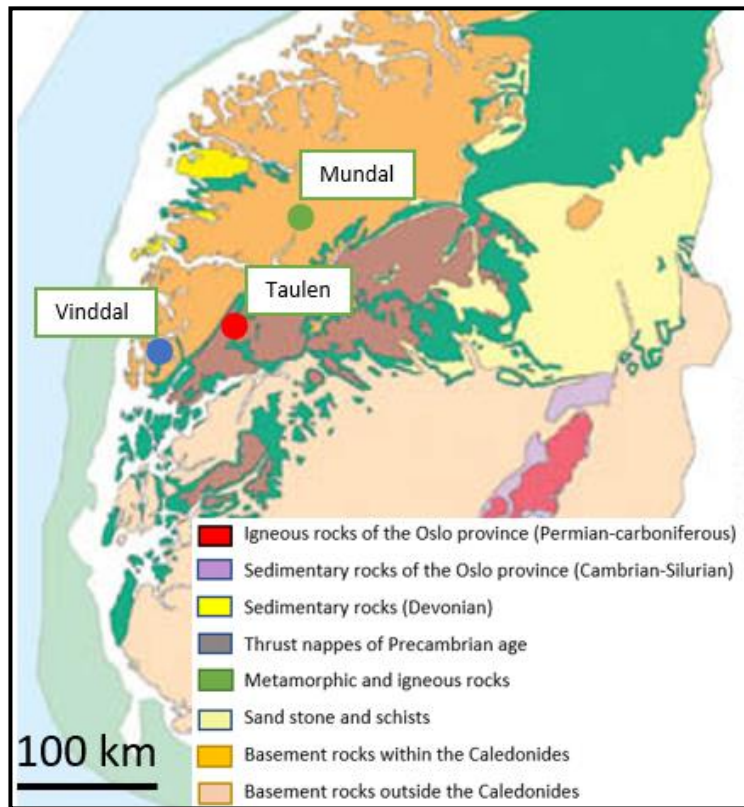 Mundal
Taulen
Vinddal
Igneous rocks of the Oslo province (Permian-carboniferous)
Sedimentary rocks of the Oslo province (Cambrian-Silurian)
Sedimentary rocks (Devonian)
Thrust nappes of Precambrian age
Metamorphic and igneous rocks
Sand stone and schists
Basement rocks within the Caledonides
Basement rocks outside the Caledonides
100 km